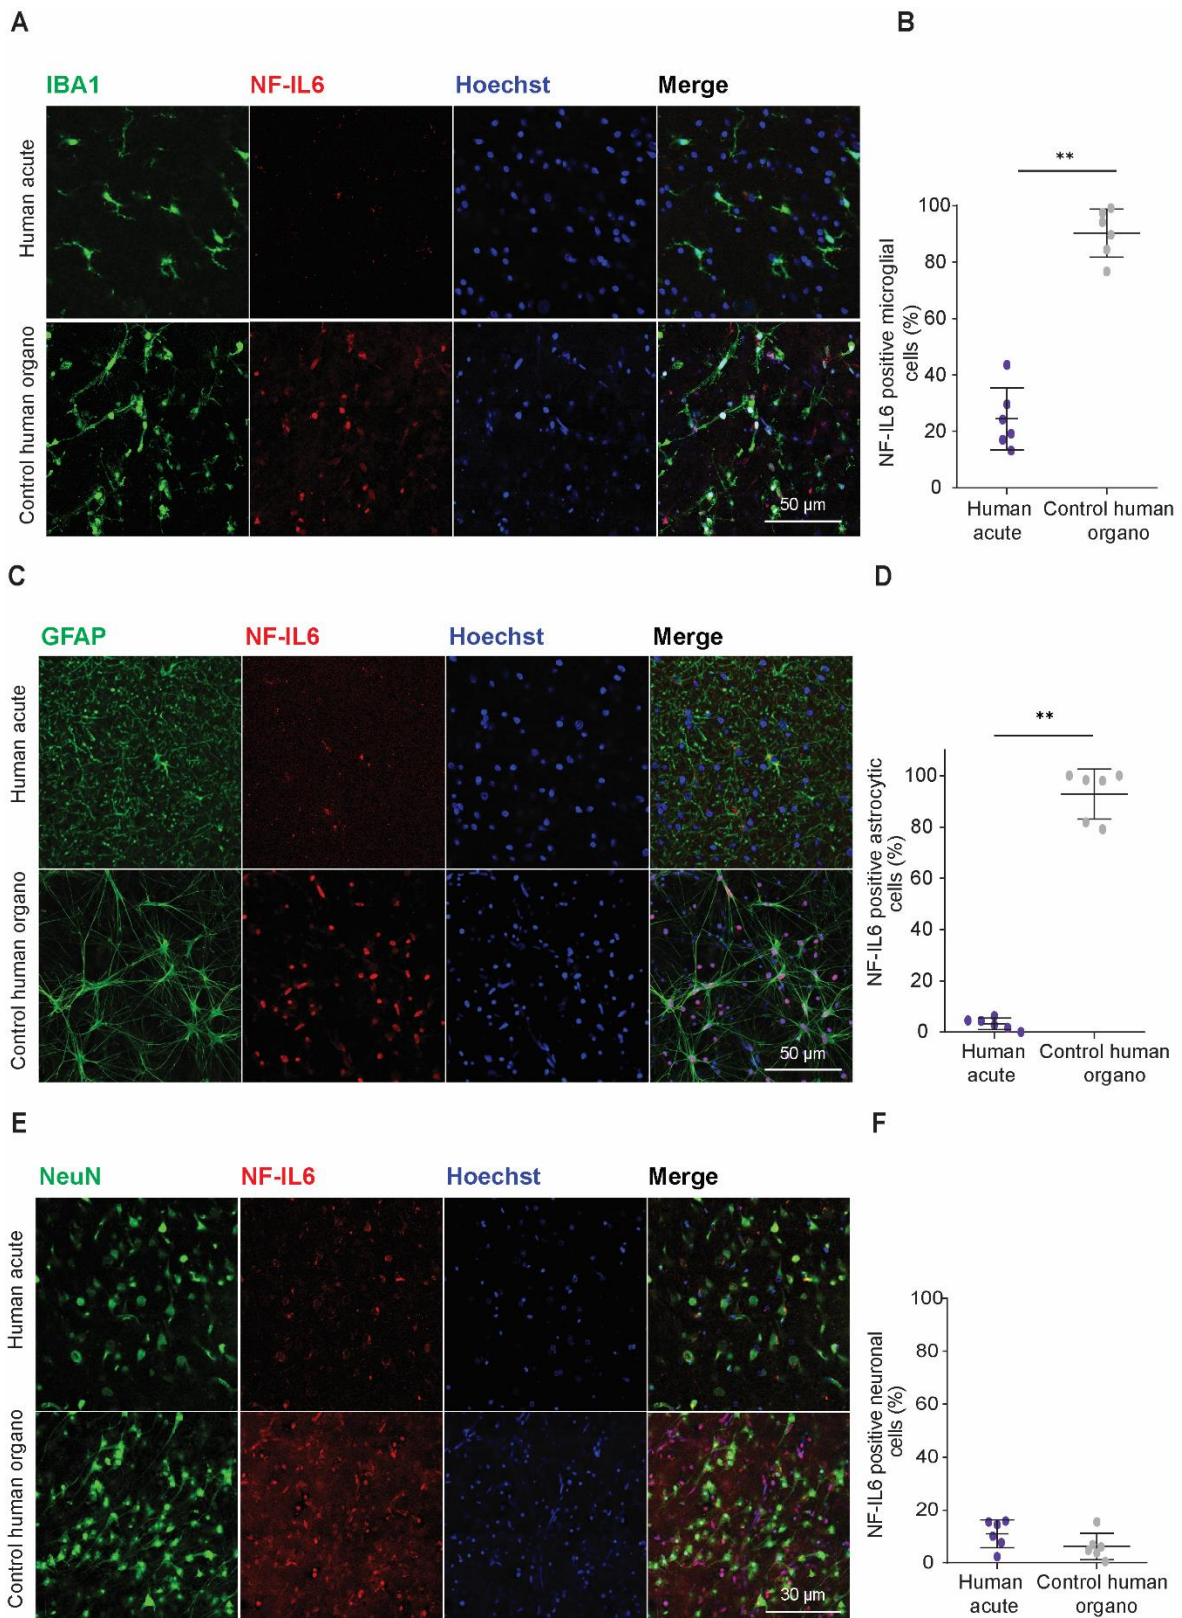 A
B
IBA1 NF-IL6 Hoechst Merge
Human acute
Control human organo
50 µm
**
NF-IL6 positive microglial
cells (%)
100
80
60
40
20
0
Human
acute
Control human
organo
C
D
GFAP NF-IL6 Hoechst Merge
Human acute
Control human organo
50 µm
**
NF-IL6 positive astrocytic
cells (%)
100
80
60
40
20
0
Human
acute
Control human
organo
E
F
NeuN NF-IL6 Hoechst Merge
Human acute
Control human organo
30 µm
NF-IL6 positive neuronal
cells (%)
100
80
60
40
20
0
Human
acute
Control human
organo